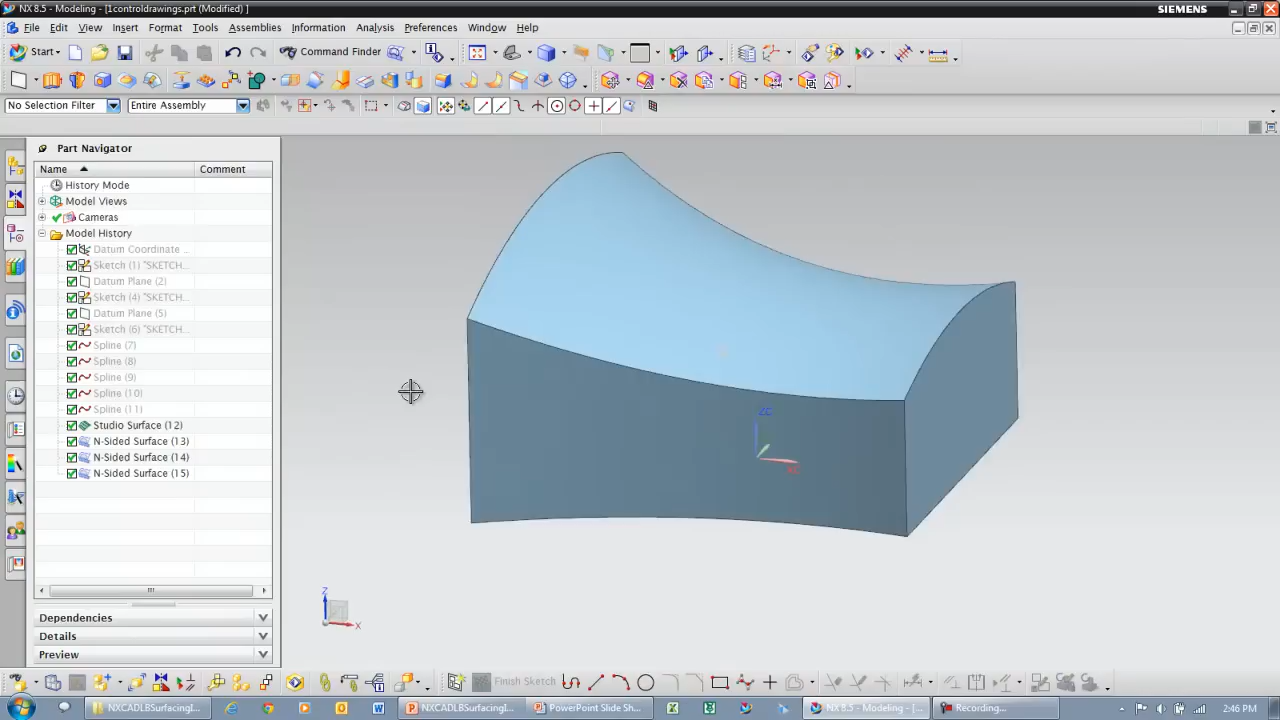 NX 8.5 - Modeling - [1controldrawings.prt (Modified) ]
SIEMENS
File Edit View Insert Format Tools Assemblies Information Analysis Preferences Window Help
Start
Command Finder
No Selection Filter
Entire Assembly
Part Navigator
Name
Comment
History Mode
Model Views
Cameras
Model History
Datum Coordinate ...
Sketch (1) "SKETCH...
Datum Plane (2)
Sketch (4) "SKETCH...
Datum Plane (5)
Sketch (6) "SKETCH...
Spline (7)
Spline (8)
Spline (9)
Spline (10)
Spline (11)
Studio Surface (12)
N-Sided Surface (13)
N-Sided Surface (14)
N-Sided Surface (15)
Dependencies
Details
Preview
ZC
XC
Z
X
Finish Sketch
NXCADLBSurfacingI...
NXCADLBSurfacingI...
PowerPoint Slide Sh...
NX 8.5 - Modeling - [...
Recording...
2:46 PM